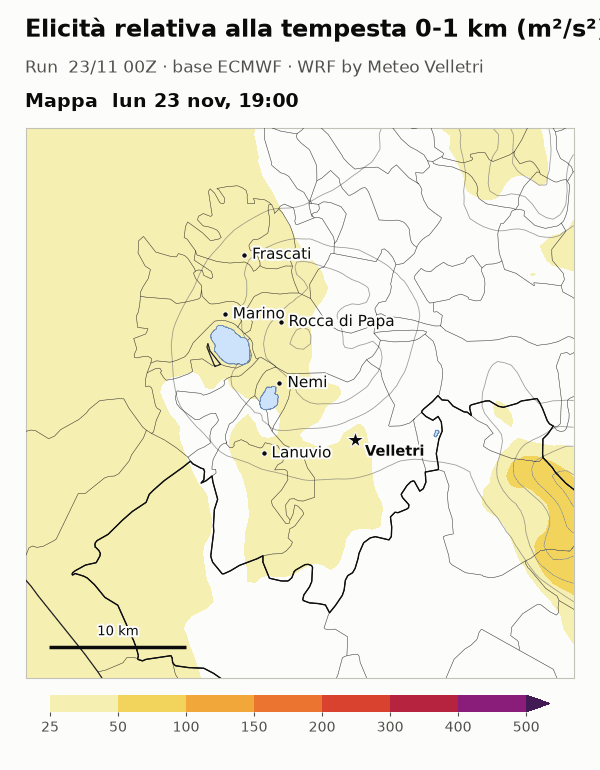 Elicità relativa alla tempesta 0-1 km (m²/s²)
Run 23/11 00Z · base ECMWF · WRF by Meteo Velletri
Mappa lun 23 nov, 19:00
Frascati
Marino
Rocca di Papa
Nemi
Velletri
Lanuvio
10 km
25 50 100 150 200 300 400 500